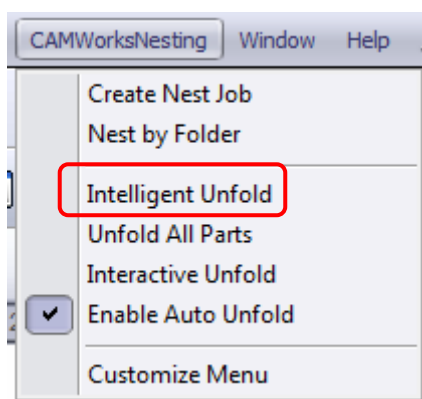 CAMWorksNesting Window Help
Create Nest Job
Nest by Folder
Intelligent Unfold
Unfold All Parts
Interactive Unfold
Enable Auto Unfold
Customize Menu